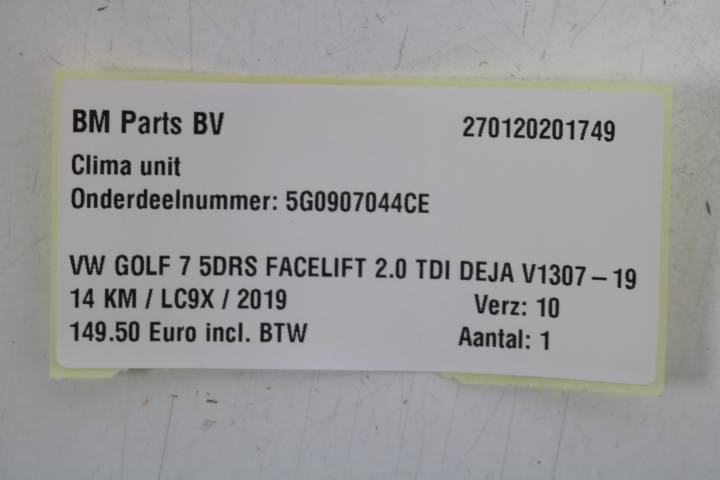 BM Parts BV 270120201749
Clima unit
Onderdeelnummer: 5G0907044CE
VW GOLF 7 5DRS FACELIFT 2.0 TDI DEJA V1307-19
14 KM / LC9X / 2019 Verz: 10
149.50 Euro incl. BTW Aantal: 1